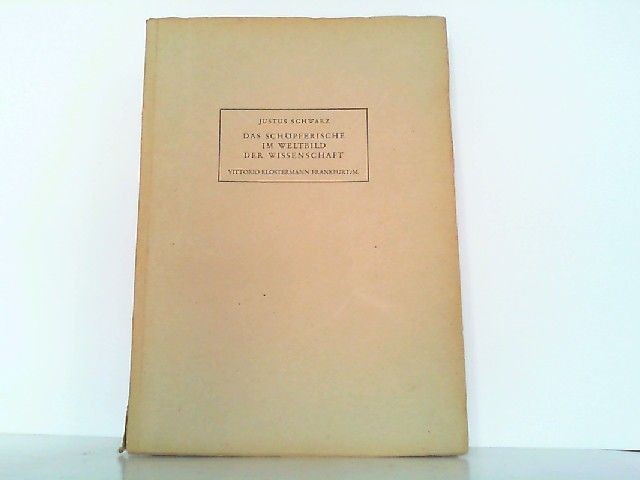 JUSTUS SCHWARZ
DAS SCHÖPFERISCHE
IM WELTBILD
DER WISSENSCHAFT
VITTORIO KLOSTERMANN FRANKFURT/M.